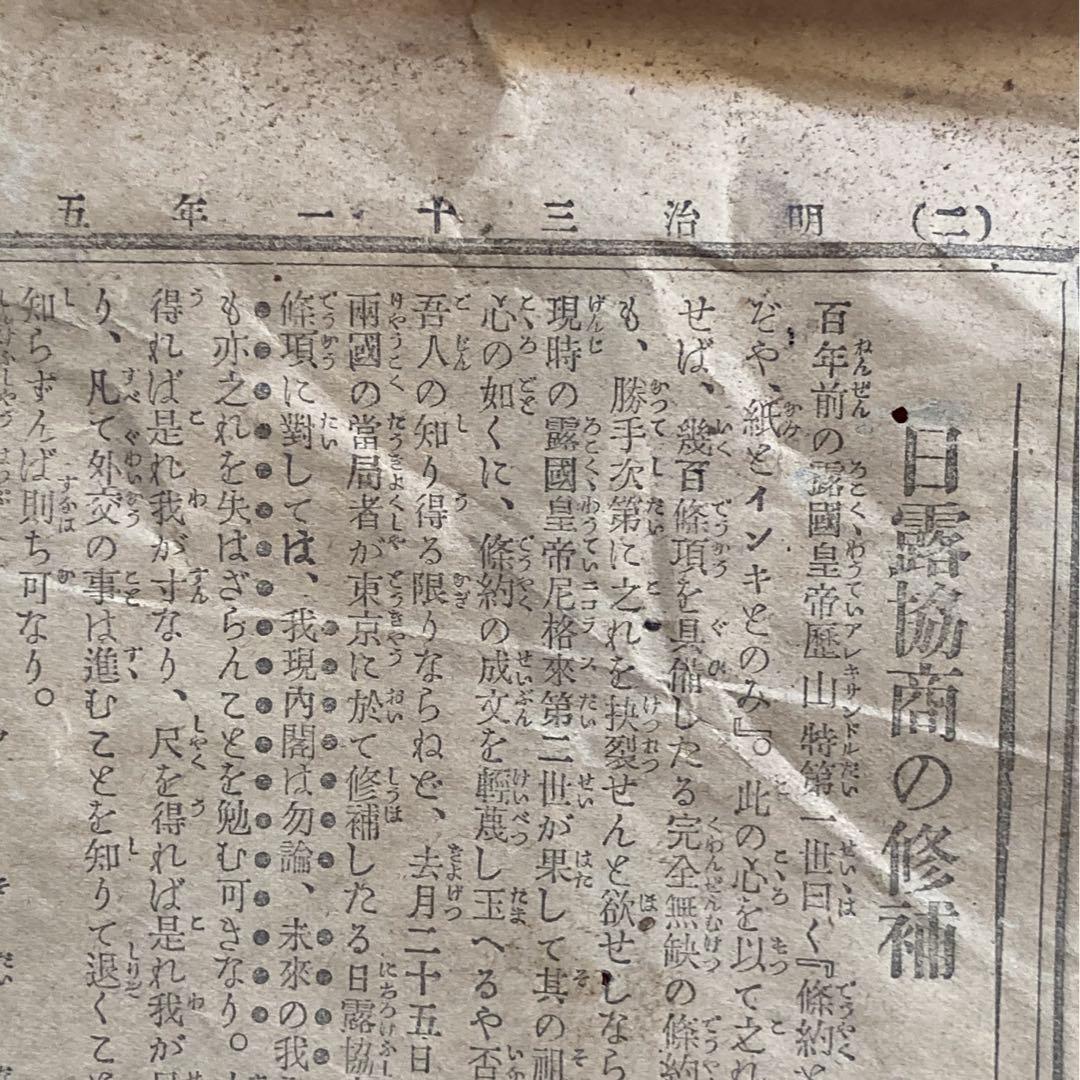 (二) 明治三十一年五
日露協商の修補
百年前の露國皇帝歴山特第一世曰く『條約と
ぞや、紙とインキとのみ』。此の心を以て之れ
せば、幾百條項を具備したる完全無缺の條約
も、勝手次第に之れを抉裂せんと欲せしなら
現時の露國皇帝尼格來第二世が果して其の祖
心の如くに、條約の成文を輕蔑し玉へるや否
吾人の知り得る限りならねど、去月二十五日
兩國の當局者が東京に於て修補したる日露協
條項に對しては、我現內閣は勿論、未來の我
も亦之れを失はざらんことを勉む可きなり。
得れば是れ我が寸なり、尺を得れば是れ我が
り、凡て外交の事は進むことを知りて退くこ
知らずんば則ち可なり。